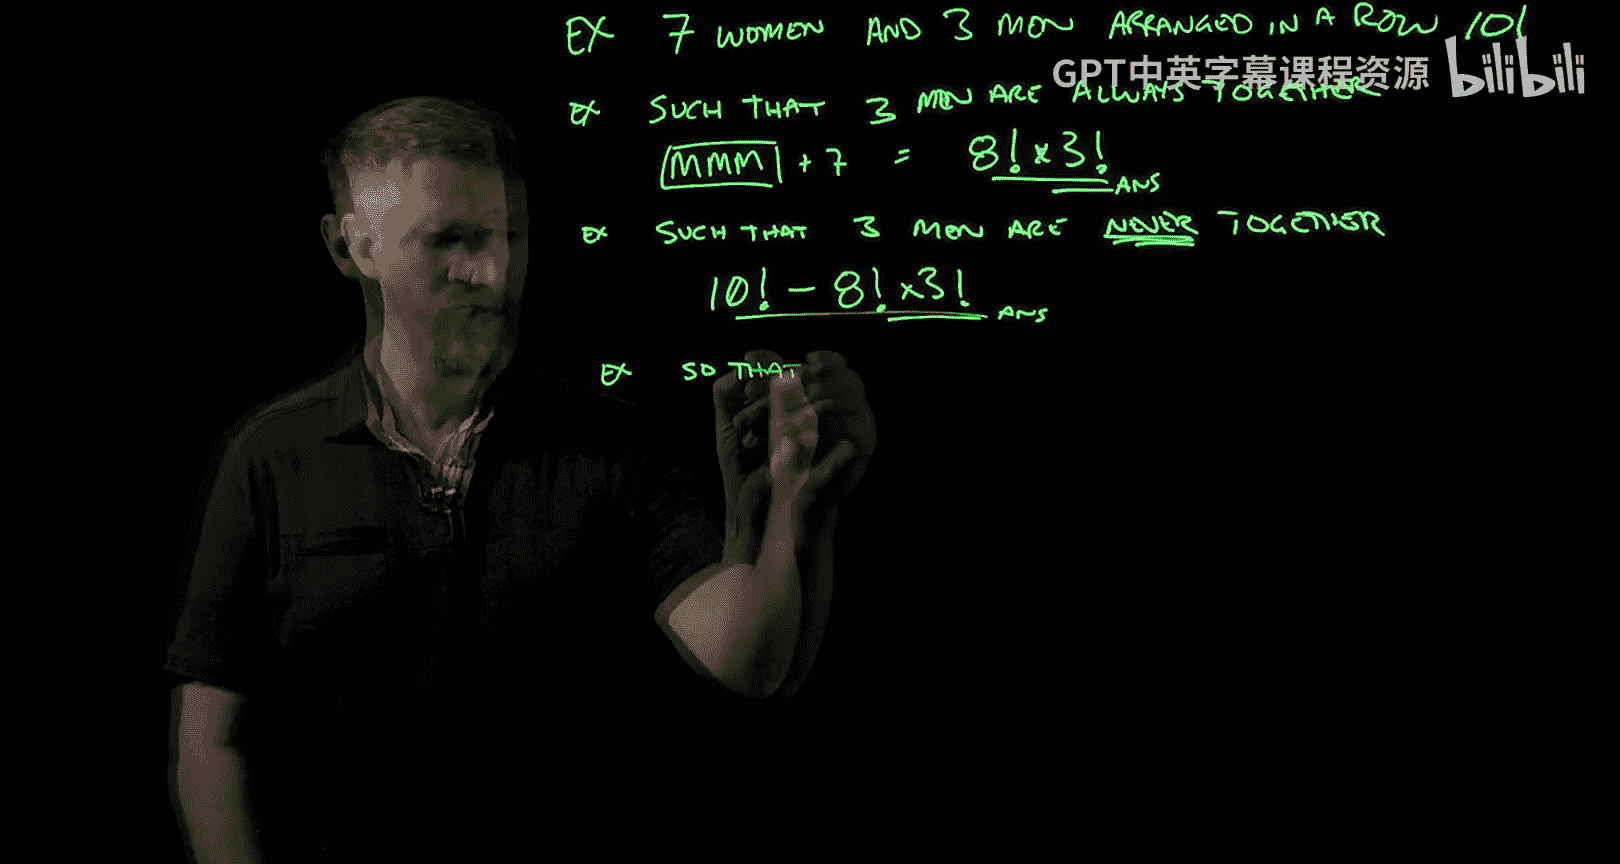 EX 7 WOMEN AND 3 MEN ARRANGED IN A ROW 10!
GPT中英字幕课程资源 bilibili
EX SUCH THAT 3 MEN ARE ALWAYS TOGETHER
MMM + 7 = 8! × 3! ANS
EX SUCH THAT 3 MEN ARE NEVER TOGETHER
10! - 8! × 3! ANS
EX SO THAT